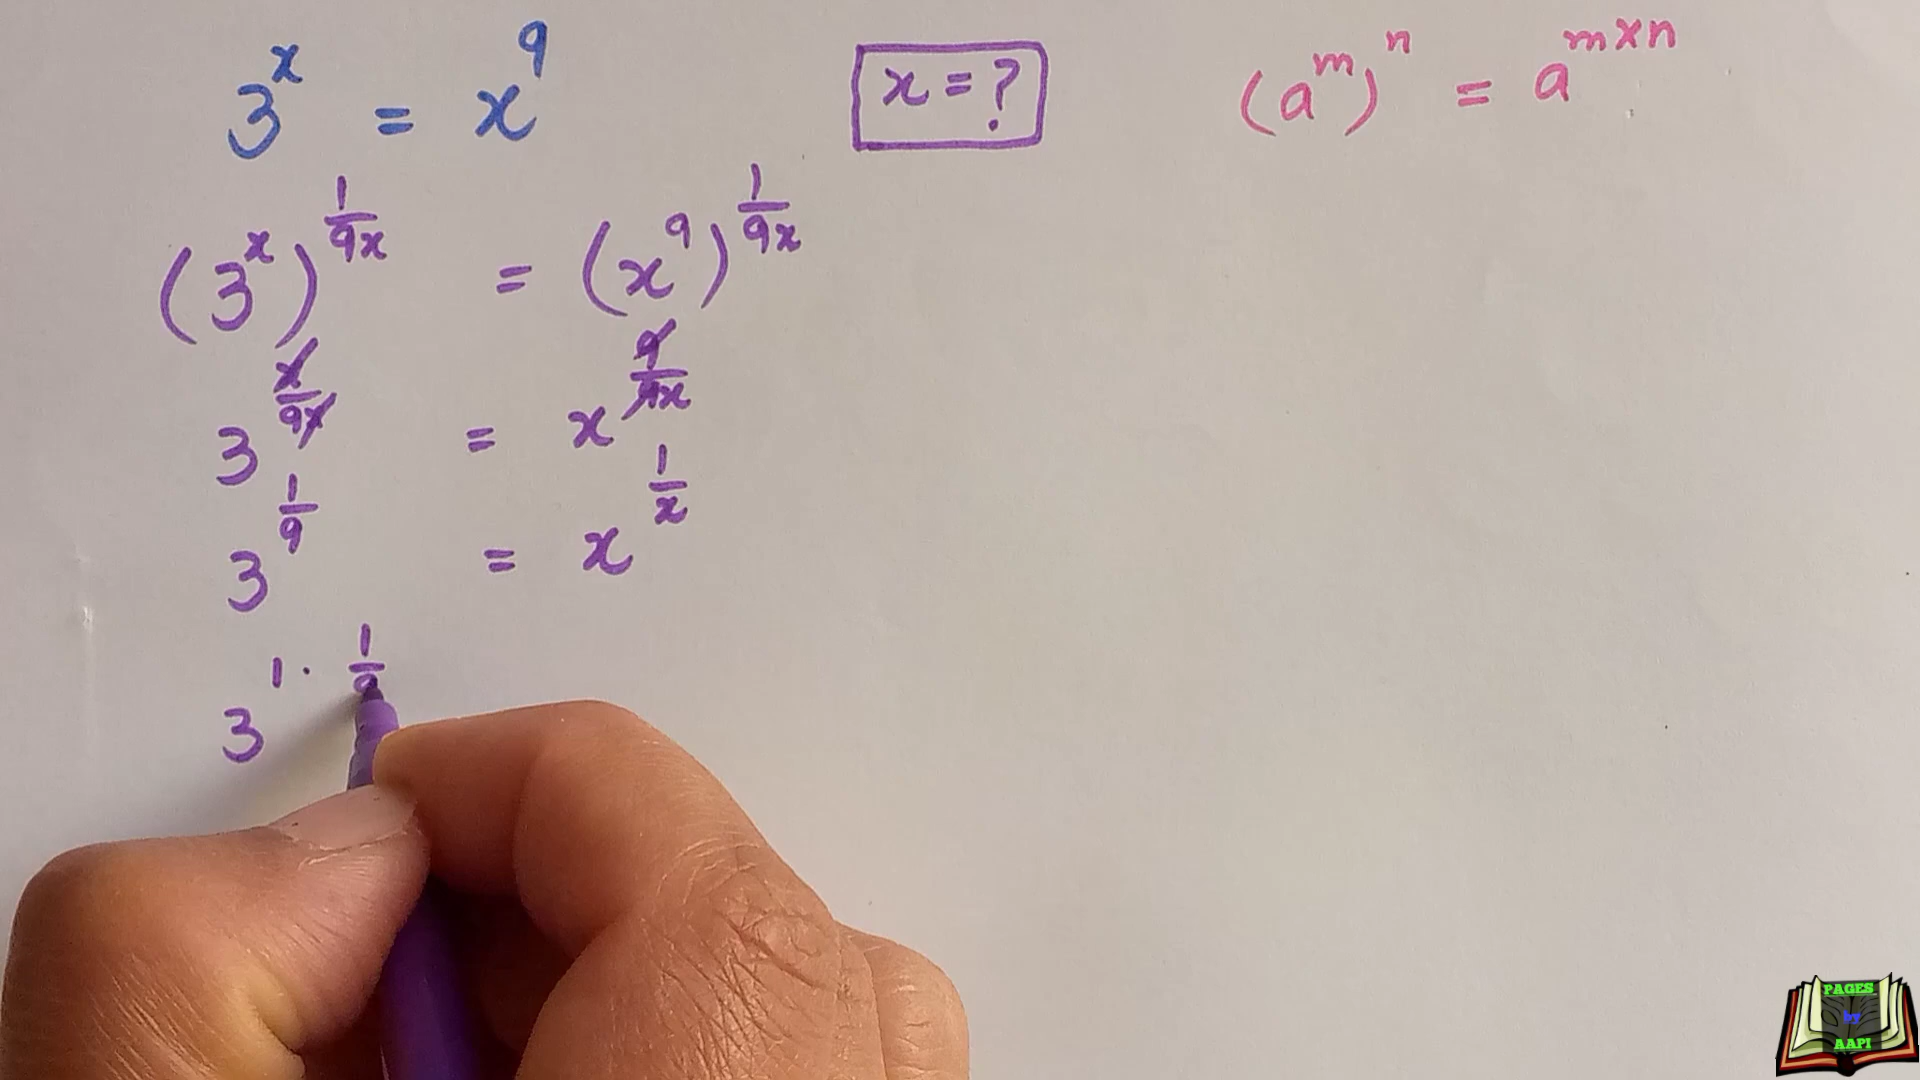 3^x = x^9
x = ?
(a^m)^n = a^{m×n}
(3^x)^{1/9x} = (x^9)^{1/9x}
3^{x/9x} = x^{9/9x}
3^{1/9} = x^{1/x}
3^{1 · 1/9}
PAGES
by
AAPI